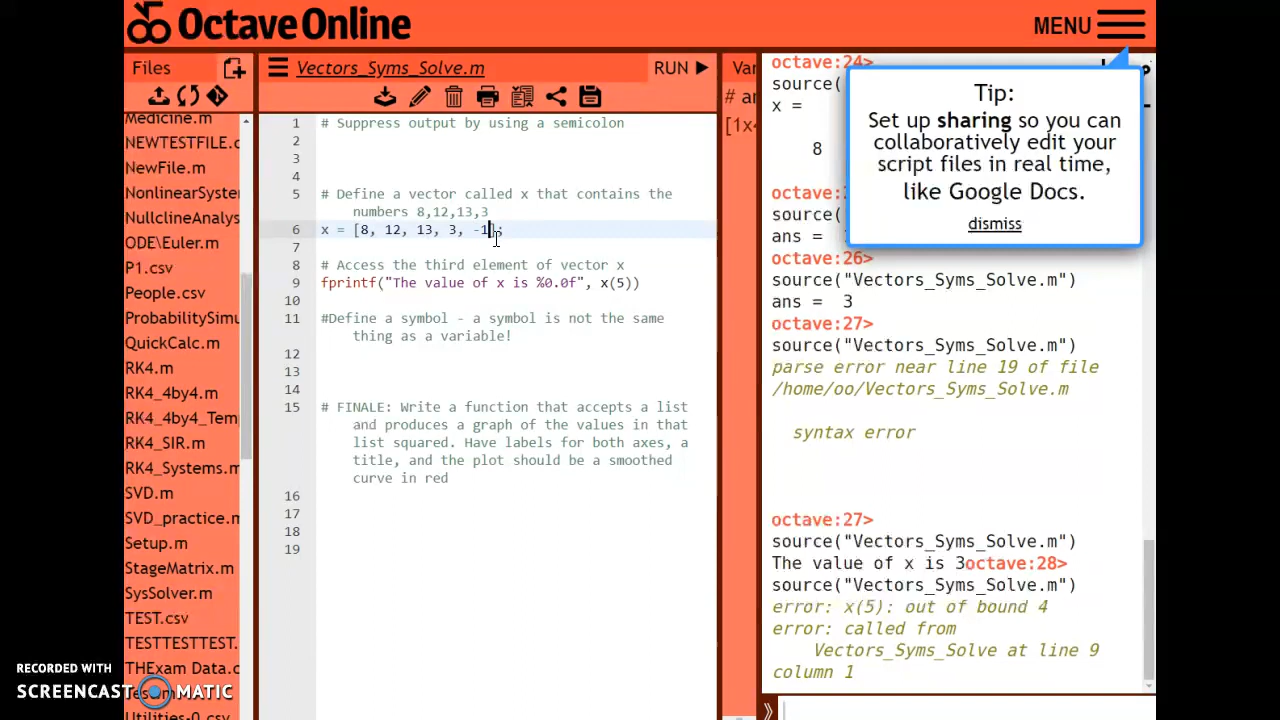 Octave Online
MENU
Files
Vectors_Syms_Solve.m
RUN
Var
# an
[1x
Medicine.m
NEWTESTFILE.c
NewFile.m
NonlinearSyste
NullclineAnalys
ODE\Euler.m
P1.csv
People.csv
ProbabilitySimu
QuickCalc.m
RK4.m
RK4_4by4.m
RK4_4by4_Tem
RK4_SIR.m
RK4_Systems.m
SVD.m
SVD_practice.m
Setup.m
StageMatrix.m
SysSolver.m
TEST.csv
TESTTESTTEST.
THExam Data.c
Utilities-0.csv
1 # Suppress output by using a semicolon
2
3
4
5 # Define a vector called x that contains the
numbers 8,12,13,3
6 x = [8, 12, 13, 3, -1];
7
8 # Access the third element of vector x
9 fprintf("The value of x is %0.0f", x(5))
10
11 #Define a symbol - a symbol is not the same
thing as a variable!
12
13
14
15 # FINALE: Write a function that accepts a list
and produces a graph of the values in that
list squared. Have labels for both axes, a
title, and the plot should be a smoothed
curve in red
16
17
18
19
octave:24>
source(
x =
8
octave:
source(
ans =
octave:26>
source("Vectors_Syms_Solve.m")
ans = 3
octave:27>
source("Vectors_Syms_Solve.m")
parse error near line 19 of file
/home/oo/Vectors_Syms_Solve.m
syntax error
octave:27>
source("Vectors_Syms_Solve.m")
The value of x is 3octave:28>
source("Vectors_Syms_Solve.m")
error: x(5): out of bound 4
error: called from
Vectors_Syms_Solve at line 9
column 1
Tip:
Set up sharing so you can
collaboratively edit your
script files in real time,
like Google Docs.
dismiss
RECORDED WITH
SCREENCAST MATIC